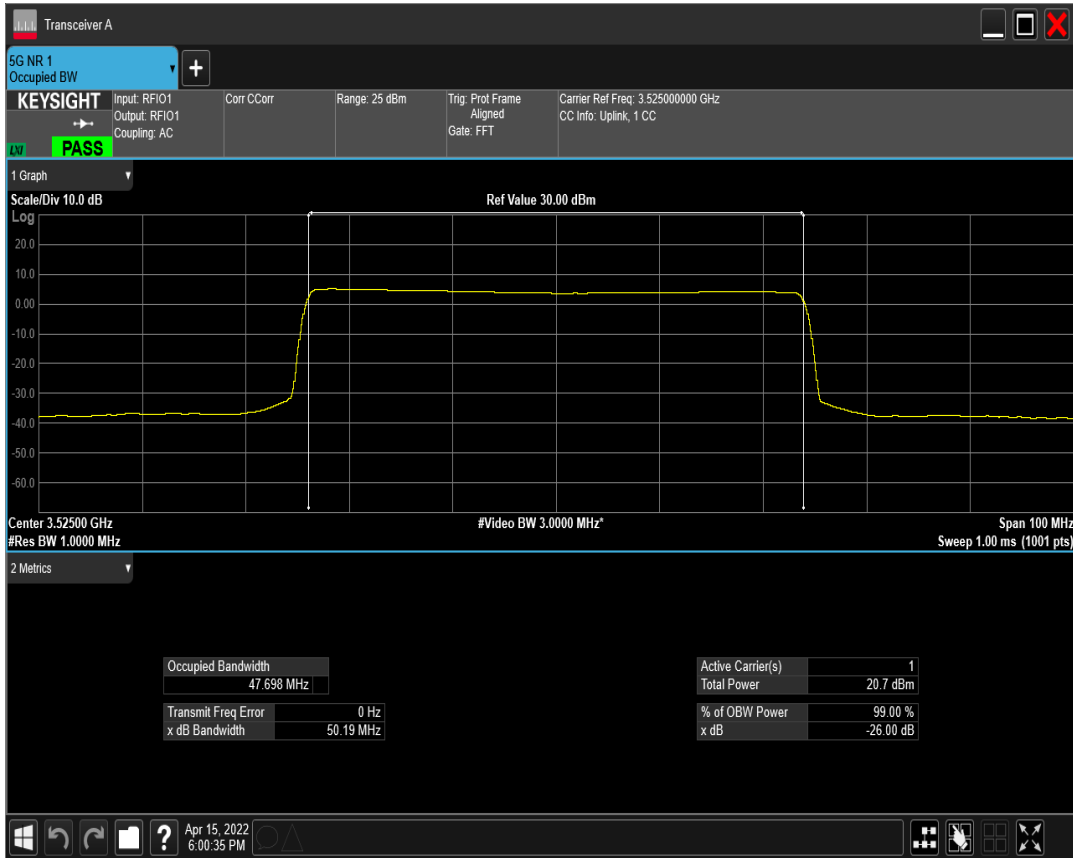 Transceiver A
5G NR 1
Occupied BW
KEYSIGHT
LXI
PASS
Input: RFIO1
Output: RFIO1
Coupling: AC
Corr CCorr
Range: 25 dBm
Trig: Prot Frame
Aligned
Gate: FFT
Carrier Ref Freq: 3.525000000 GHz
CC Info: Uplink, 1 CC
1 Graph
Scale/Div 10.0 dB
Ref Value 30.00 dBm
Log
20.0
10.0
0.00
-10.0
-20.0
-30.0
-40.0
-50.0
-60.0
Center 3.52500 GHz
#Video BW 3.0000 MHz*
Span 100 MHz
#Res BW 1.0000 MHz
Sweep 1.00 ms (1001 pts)
2 Metrics
Occupied Bandwidth
47.698 MHz
Transmit Freq Error 0 Hz
x dB Bandwidth 50.19 MHz
Active Carrier(s) 1
Total Power 20.7 dBm
% of OBW Power 99.00 %
x dB -26.00 dB
?
Apr 15, 2022
6:00:35 PM